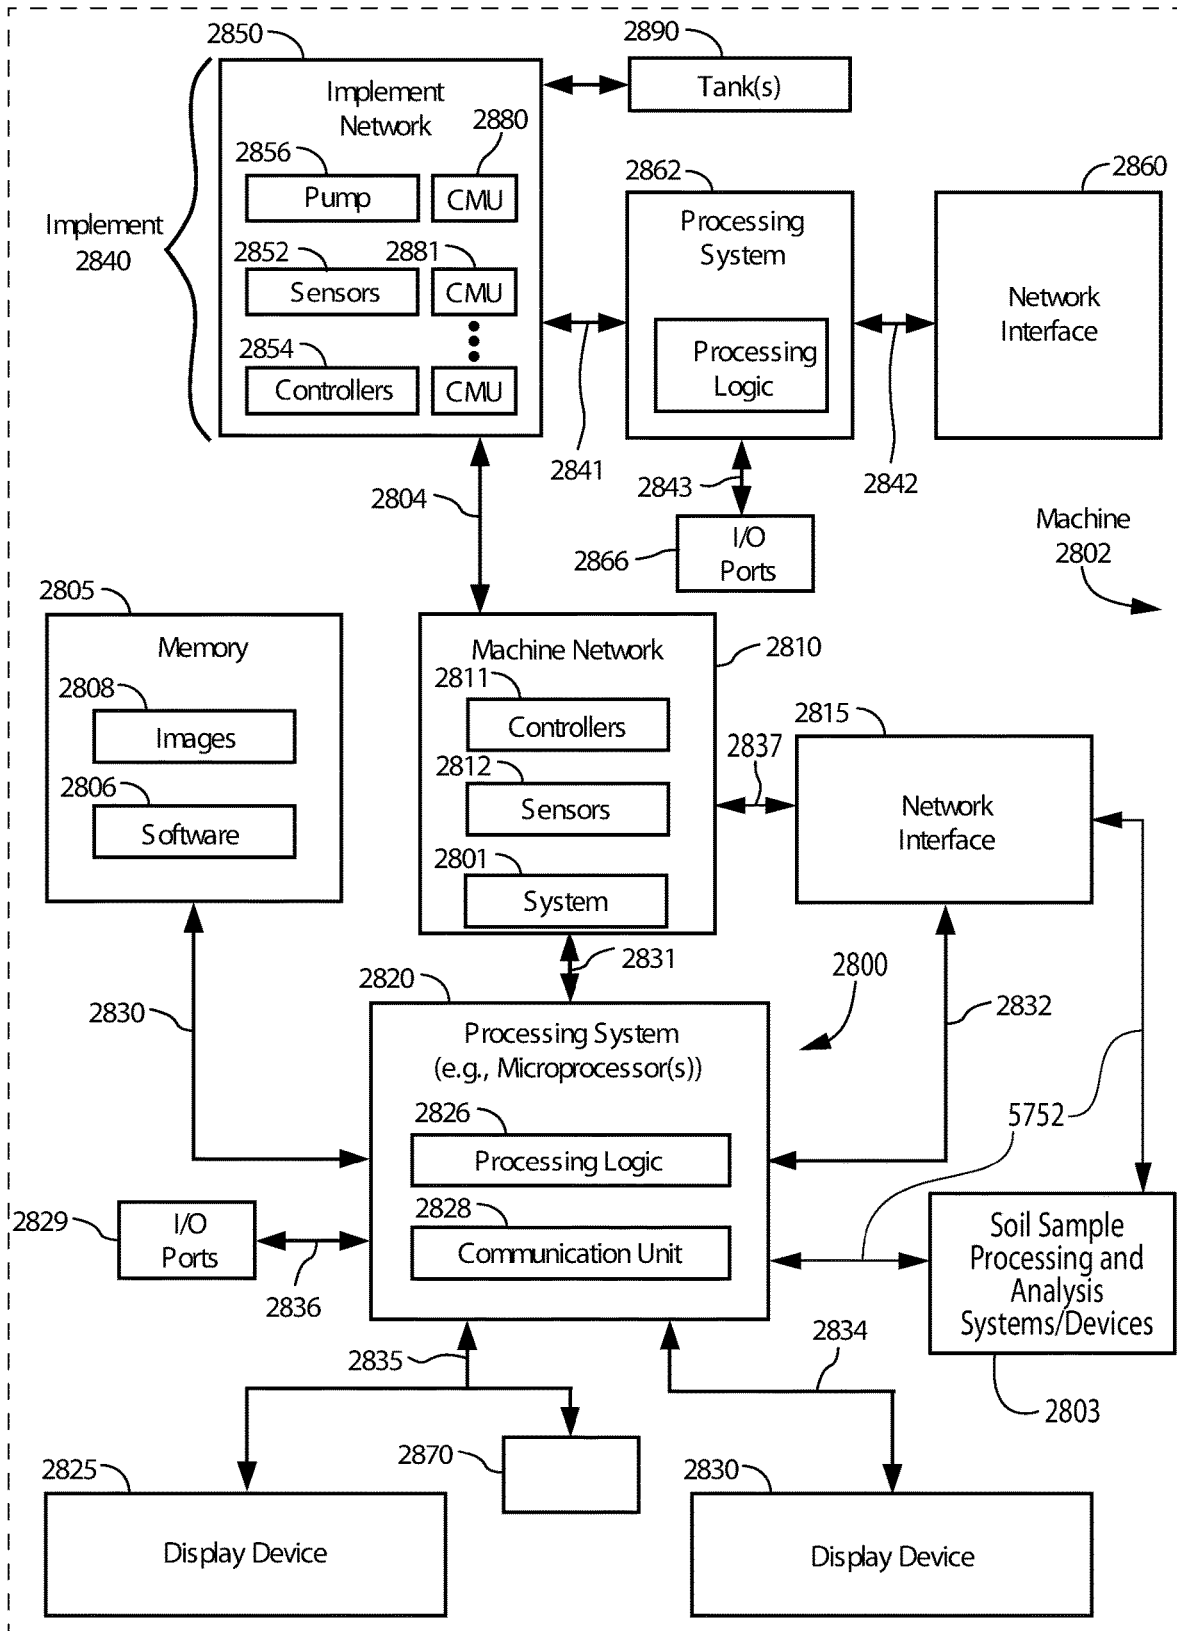 2850
2890
Implement
Network
Tank(s)
2880
2856
Pump
CMU
2862
2860
Processing
System
Implement
2840
2852
2881
Sensors
CMU
Network
Interface
Processing
Logic
2854
Controllers
CMU
2841
2843
2842
2804
I/O
Ports
2866
Machine
2802
2805
Memory
Machine Network
2810
2808
Images
2811
Controllers
2815
2837
2806
Software
2812
Sensors
Network
Interface
2801
System
2831
2800
2820
2830
2832
Processing System
(e.g., Microprocessor(s))
5752
2826
Processing Logic
2829
I/O
Ports
2828
Communication Unit
Soil Sample
Processing and
Analysis
Systems/Devices
2836
2835
2834
2803
2870
2825
2830
Display Device
Display Device